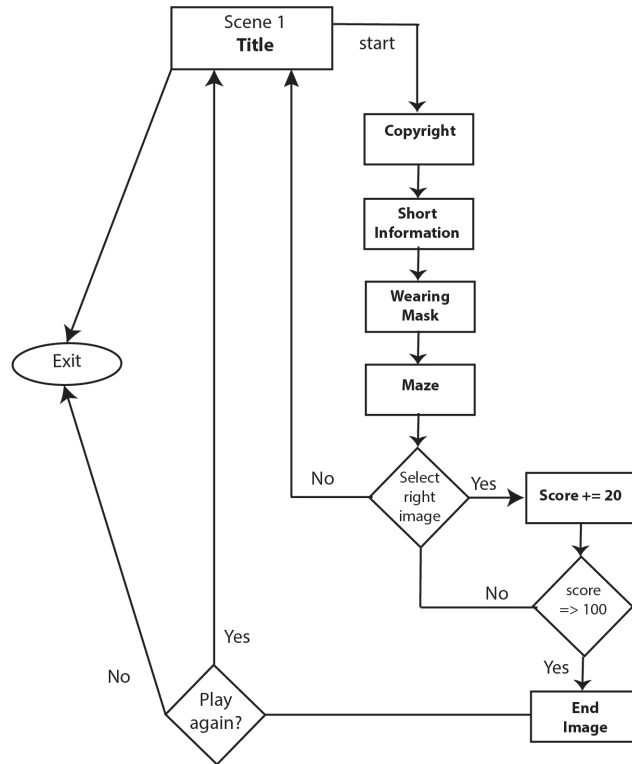 Scene 1
Title
start
Copyright
Short
Information
Wearing
Mask
Exit
Maze
No
Select
right
image
Yes
Score += 20
No
score
=> 100
Yes
Yes
No
Play
again?
End
Image